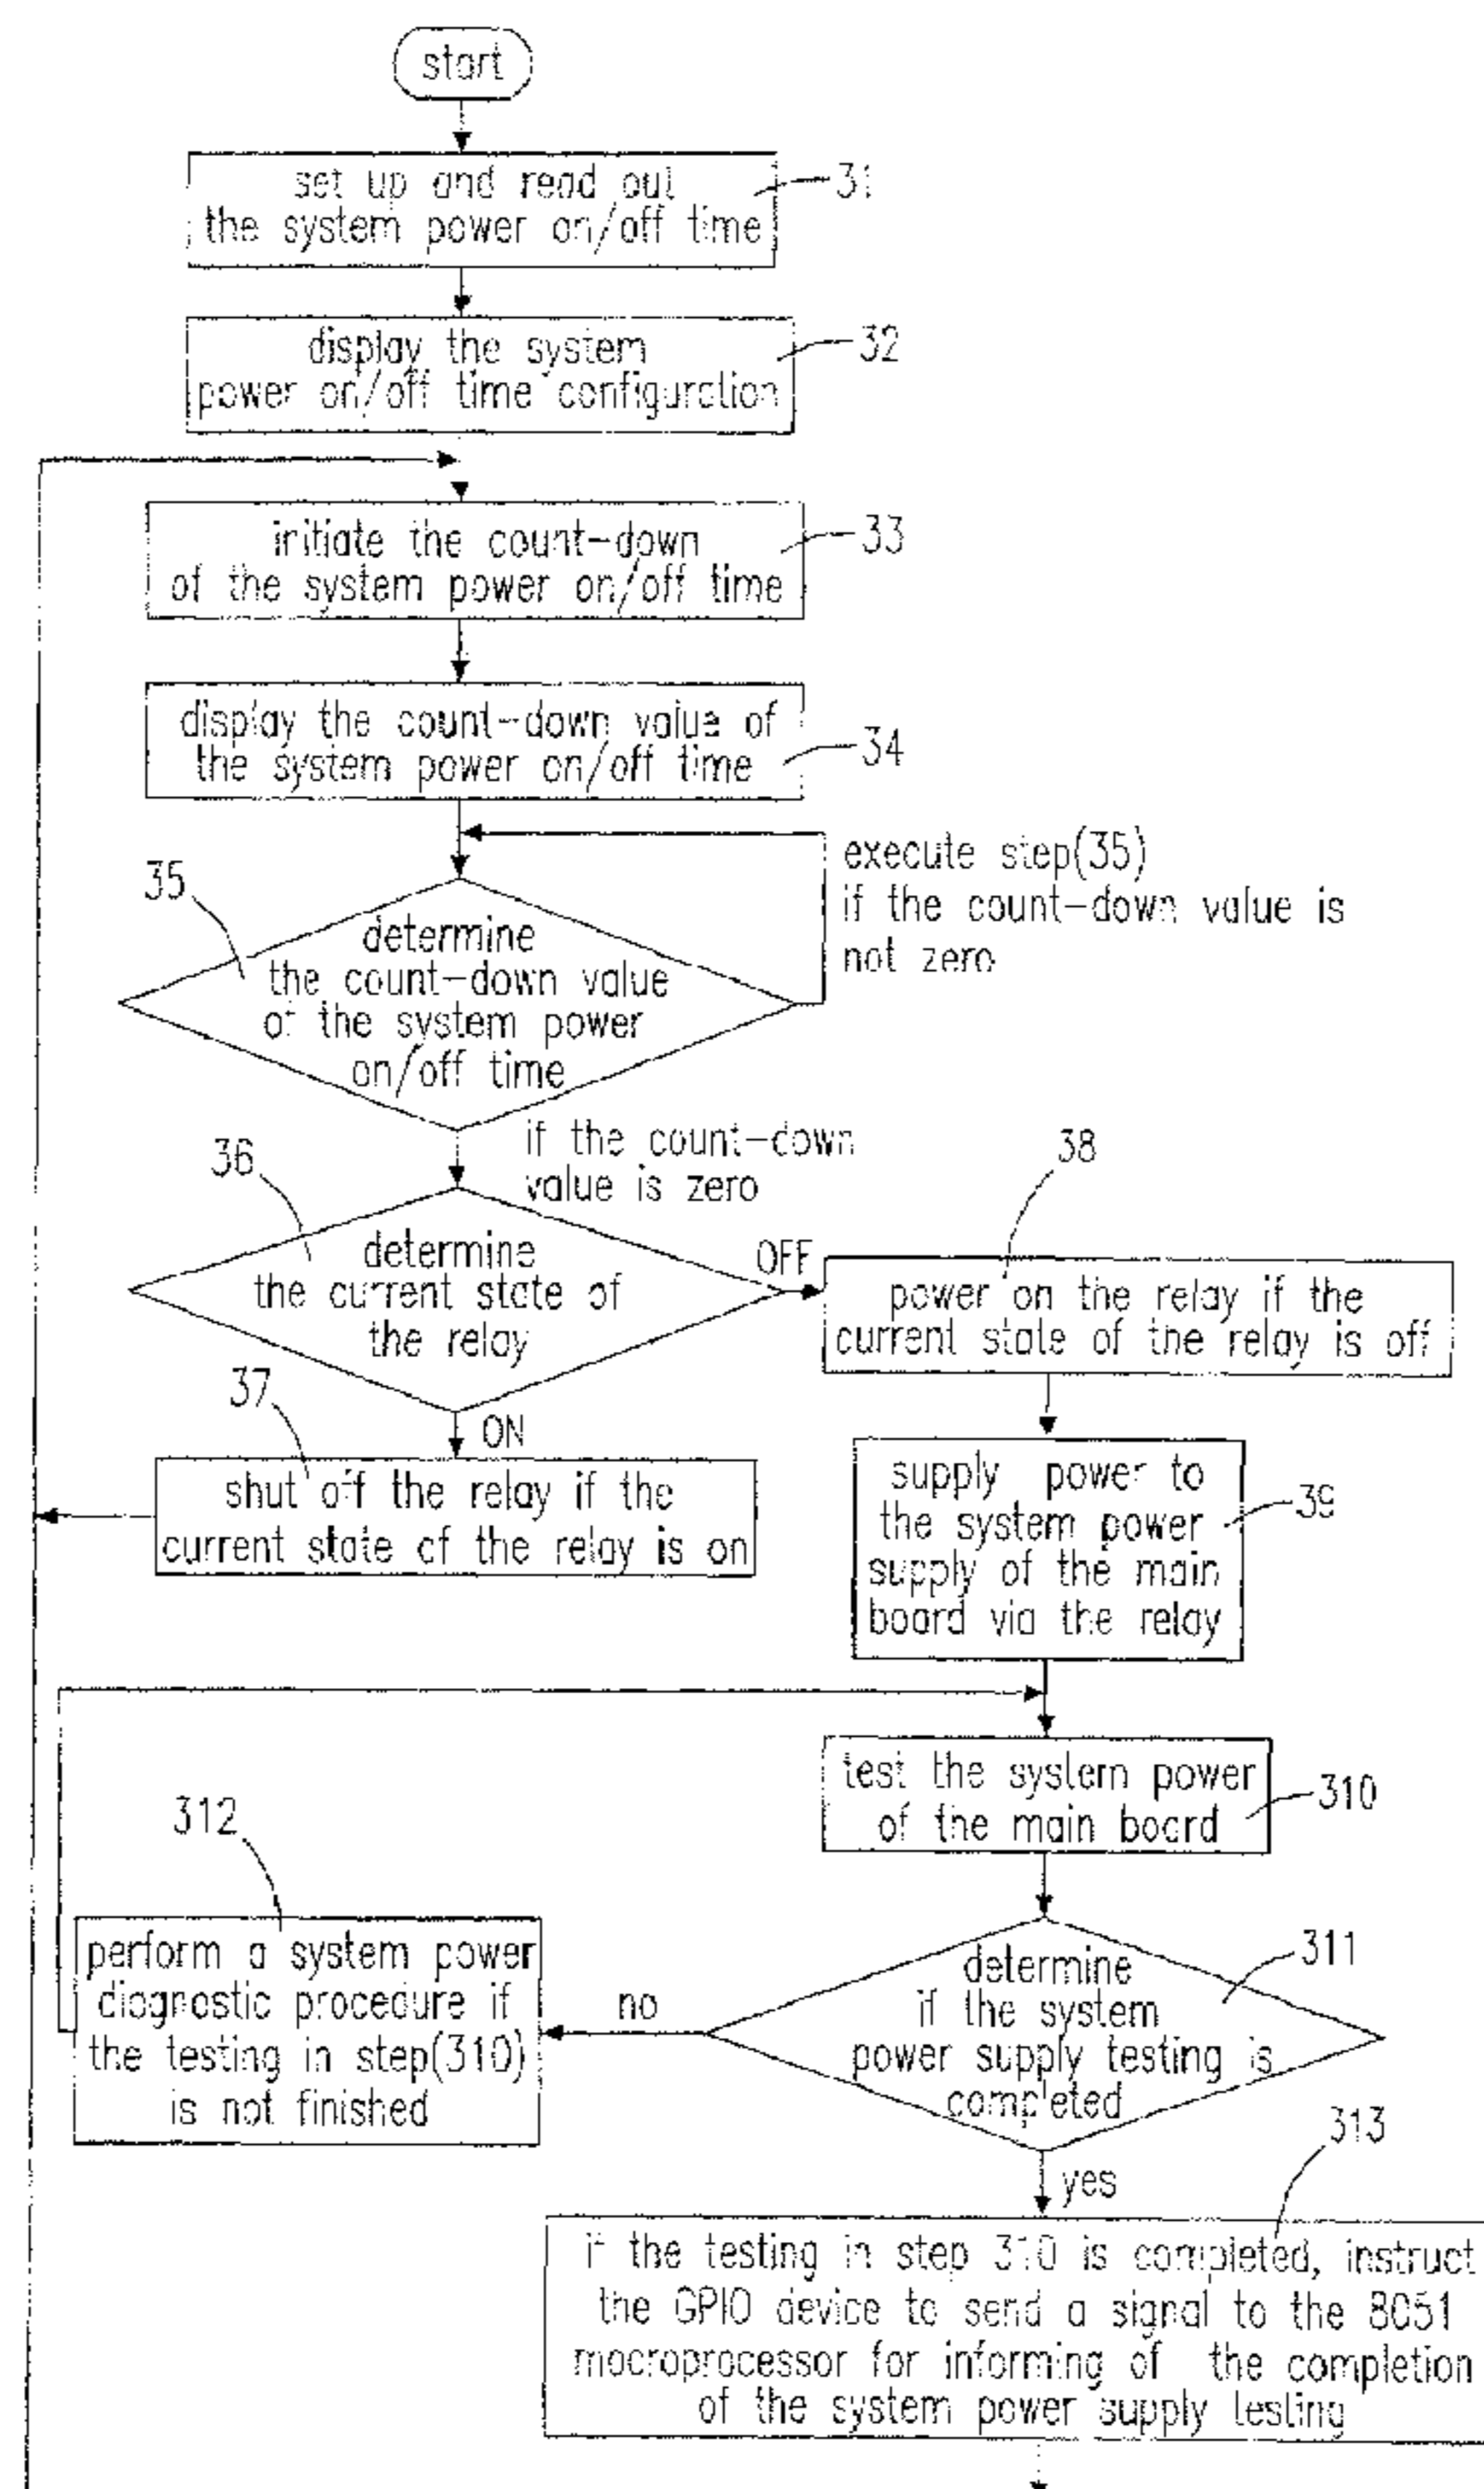 start
set up and read out
the system power on/off time
31
display the system
power on/off time configuration
32
initiate the count-down
of the system power on/off time
33
display the count-down value of
the system power on/off time
34
35
determine
the count-down value
of the system power
on/off time
execute step(35)
if the count-down value is
not zero
if the count-down
value is zero
36
determine
the current state of
the relay
OFF
38
power on the relay if the
current state of the relay is off
37
ON
shut off the relay if the
current state of the relay is on
supply power to
the system power
supply of the main
board via the relay
39
test the system power
of the main board
310
312
perform a system power
diagnostic procedure if
the testing in step(310)
is not finished
no
determine
if the system
power supply testing is
completed
311
yes
313
if the testing in step 310 is completed, instruct
the GPIO device to send a signal to the 8051
mocroprocessor for informing of the completion
of the system power supply testing